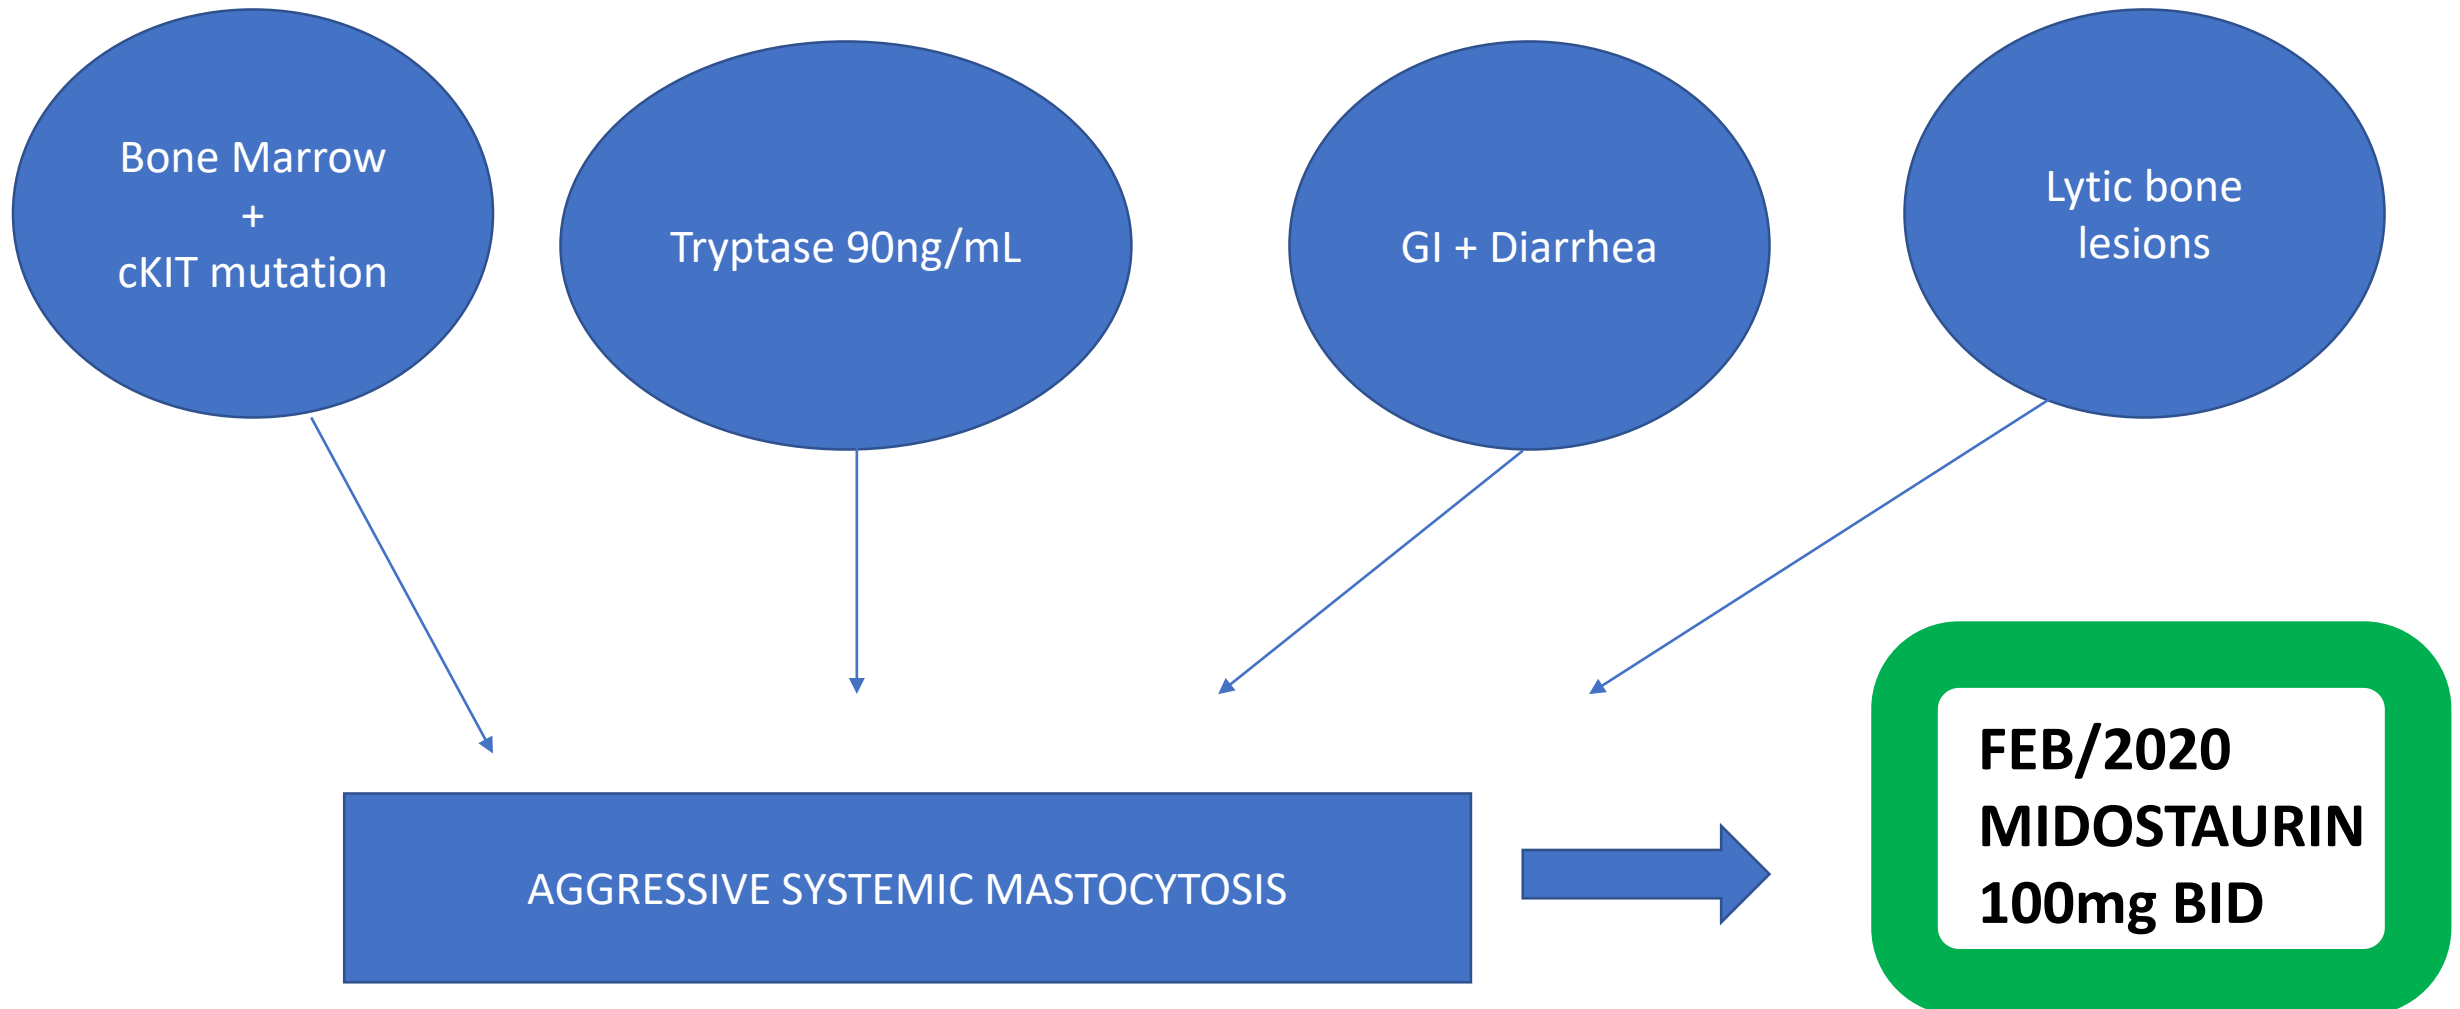 Bone Marrow
+
cKIT mutation
Tryptase 90ng/mL
GI + Diarrhea
Lytic bone
lesions
AGGRESSIVE SYSTEMIC MASTOCYTOSIS
FEB/2020
MIDOSTAURIN
100mg BID